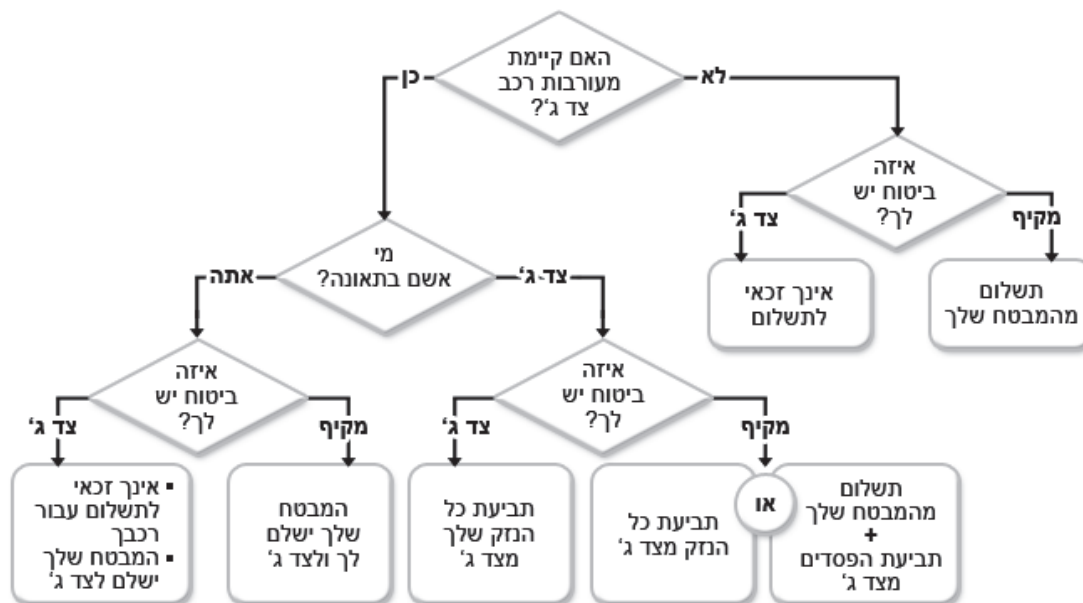 האם קיימת
מעורבות רכב
צד ג‘?
כן
לא
איזה
ביטוח יש
לך?
צד ג‘
מקיף
מי
אשם בתאונה?
אתה
צד ג‘
אינך זכאי
לתשלום
תשלום
מהמבטח שלך
איזה
ביטוח יש
לך?
צד ג‘
מקיף
איזה
ביטוח יש
לך?
צד ג‘
מקיף
▪ אינך זכאי
לתשלום עבור
רכבך
▪ המבטח שלך
ישלם לצד ג‘
המבטח
שלך ישלם
לך ולצד ג‘
תביעת כל
הנזק שלך
מצד ג‘
תביעת כל
הנזק מצד ג‘
או
תשלום
מהמבטח שלך
+
תביעת הפסדים
מצד ג‘